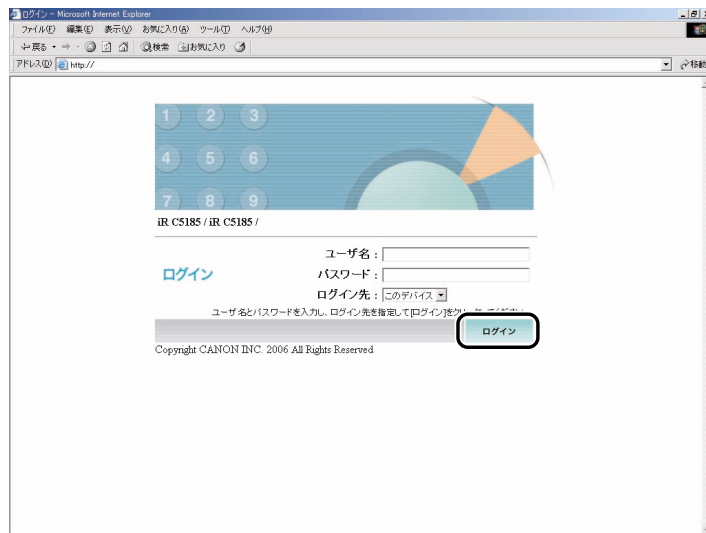 ログイン - Microsoft Internet Explorer
ファイル(F) 編集(E) 表示(V) お気に入り(A) ツール(T) ヘルプ(H)
戻る 検索 お気に入り
アドレス(D) http:// 移動
1 2 3
4 5 6
7 8 9
iR C5185 / iR C5185 /
ユーザ名 :
ログイン パスワード :
ログイン先 : このデバイス
ユーザ名とパスワードを入力し、ログイン先を指定して[ログイン]を
ログイン
Copyright CANON INC. 2006 All Rights Reserved